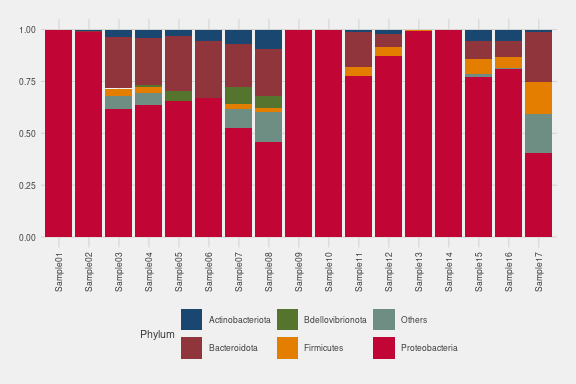 1.00
0.75
0.50
0.25
0.00
Sample01
Sample02
Sample03
Sample04
Sample05
Sample06
Sample07
Sample08
Sample09
Sample10
Sample11
Sample12
Sample13
Sample14
Sample15
Sample16
Sample17
Phylum
Actinobacteriota
Bdellovibrionota
Others
Bacteroidota
Firmicutes
Proteobacteria